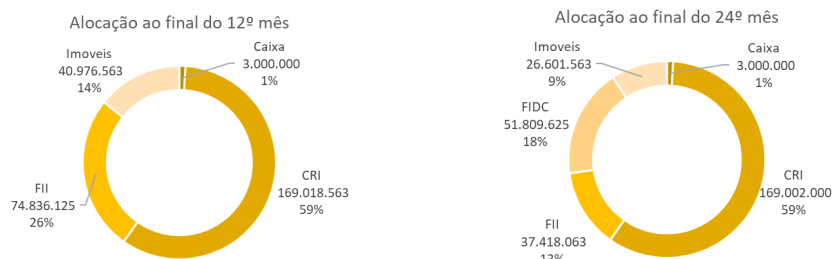 Alocação ao final do 12º mês
Caixa
3.000.000
1%
CRI
169.018.563
59%
FII
74.836.125
26%
Imoveis
40.976.563
14%
Alocação ao final do 24º mês
Caixa
3.000.000
1%
CRI
169.002.000
59%
FII
37.418.063
13%
FIDC
51.809.625
18%
Imoveis
26.601.563
9%